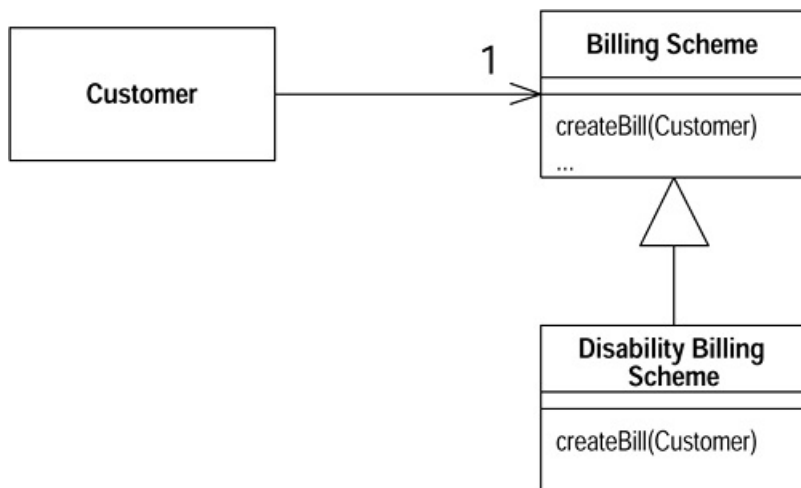 Customer
1
Billing Scheme
createBill(Customer)
...
Disability Billing
Scheme
createBill(Customer)